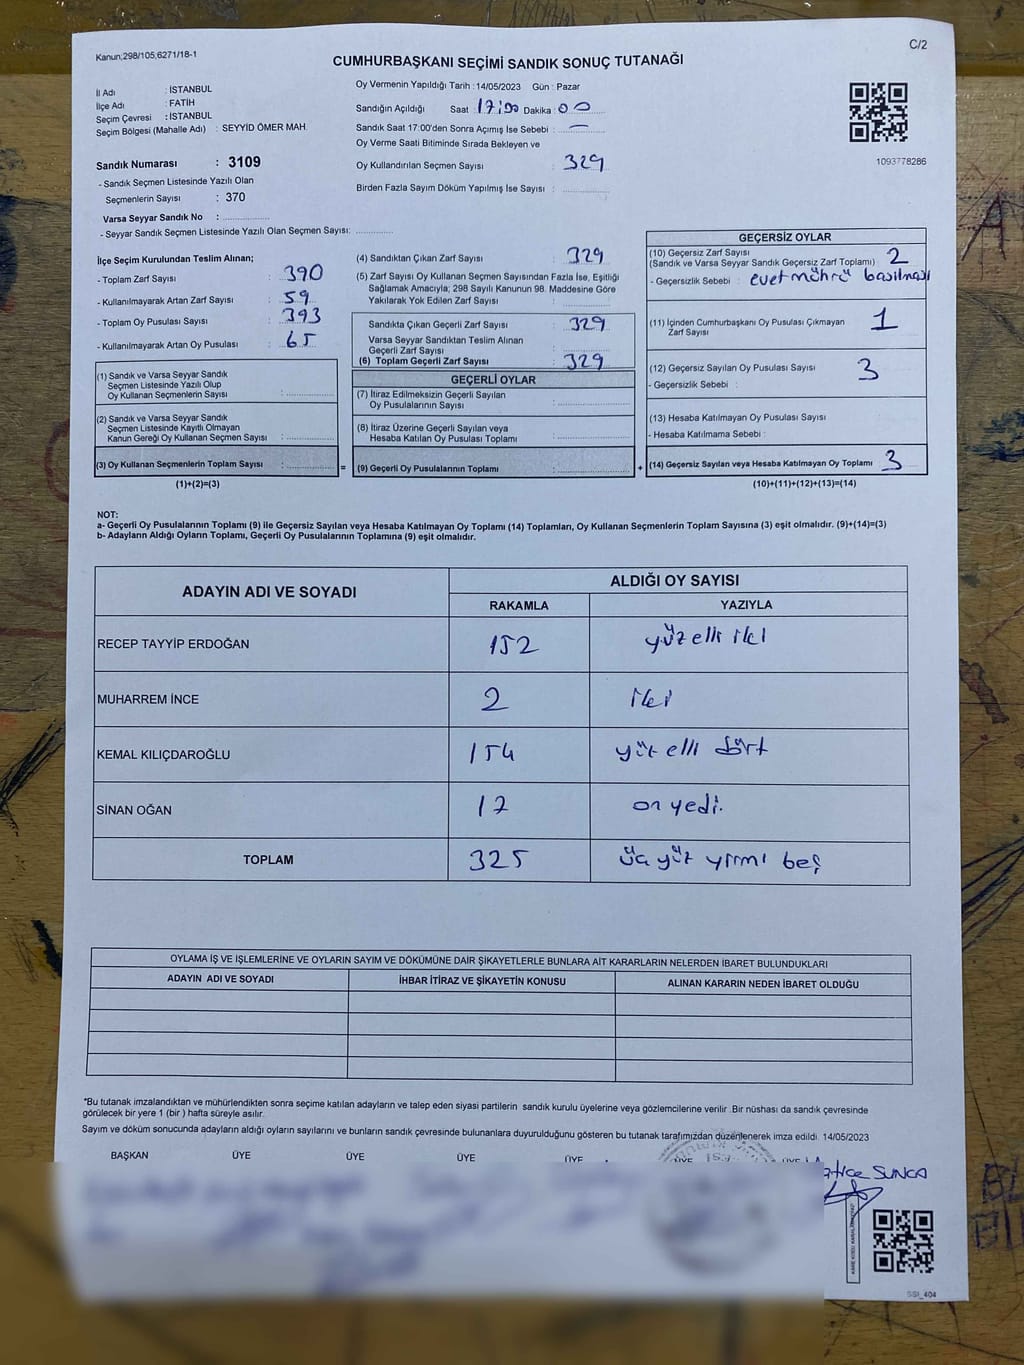 Kanun;298/105,6271/18-1
C/2
CUMHURBAŞKANI SEÇİMİ SANDIK SONUÇ TUTANAĞI
İl Adı : İSTANBUL
İlçe Adı : FATİH
Seçim Çevresi : İSTANBUL
Seçim Bölgesi (Mahalle Adı) : SEYYİD ÖMER MAH.
Oy Vermenin Yapıldığı Tarih : 14/05/2023 Gün : Pazar
Sandığın Açıldığı Saat : 17:00 Dakika : 00
Sandık Saat 17:00'den Sonra Açımış İse Sebebi : —
Oy Verme Saati Bitiminde Sırada Bekleyen ve
Oy Kullandırılan Seçmen Sayısı : 329
Birden Fazla Sayım Döküm Yapılmış İse Sayısı :
1093778286
Sandık Numarası : 3109
- Sandık Seçmen Listesinde Yazılı Olan
Seçmenlerin Sayısı : 370
Varsa Seyyar Sandık No :
- Seyyar Sandık Seçmen Listesinde Yazılı Olan Seçmen Sayısı:
İlçe Seçim Kurulundan Teslim Alınan;
- Toplam Zarf Sayısı : 390
- Kullanılmayarak Artan Zarf Sayısı : 59
- Toplam Oy Pusulası Sayısı : 393
- Kullanılmayarak Artan Oy Pusulası : 65
(1) Sandık ve Varsa Seyyar Sandık
Seçmen Listesinde Yazılı Olup
Oy Kullanan Seçmenlerin Sayısı :
(2) Sandık ve Varsa Seyyar Sandık
Seçmen Listesinde Kayıtlı Olmayan
Kanun Gereği Oy Kullanan Seçmen Sayısı :
(3) Oy Kullanan Seçmenlerin Toplam Sayısı :
(1)+(2)=(3)
(4) Sandıktan Çıkan Zarf Sayısı : 329
(5) Zarf Sayısı Oy Kullanan Seçmen Sayısından Fazla İse, Eşitliği
Sağlamak Amacıyla; 298 Sayılı Kanunun 98. Maddesine Göre
Yakılarak Yok Edilen Zarf Sayısı :
Sandıkta Çıkan Geçerli Zarf Sayısı : 329
Varsa Seyyar Sandıktan Teslim Alınan
Geçerli Zarf Sayısı :
(6) Toplam Geçerli Zarf Sayısı : 329
GEÇERLİ OYLAR
(7) İtiraz Edilmeksizin Geçerli Sayılan
Oy Pusulalarının Sayısı :
(8) İtiraz Üzerine Geçerli Sayılan veya
Hesaba Katılan Oy Pusulası Toplamı :
= (9) Geçerli Oy Pusulalarının Toplamı :
GEÇERSİZ OYLAR
(10) Geçersiz Zarf Sayısı : 2
(Sandık ve Varsa Seyyar Sandık Geçersiz Zarf Toplamı)
- Geçersizlik Sebebi : evet mührü basılması
(11) İçinden Cumhurbaşkanı Oy Pusulası Çıkmayan
Zarf Sayısı : 1
(12) Geçersiz Sayılan Oy Pusulası Sayısı : 3
- Geçersizlik Sebebi :
(13) Hesaba Katılmayan Oy Pusulası Sayısı :
- Hesaba Katılmama Sebebi :
+ (14) Geçersiz Sayılan veya Hesaba Katılmayan Oy Toplamı : 3
(10)+(11)+(12)+(13)=(14)
NOT:
a- Geçerli Oy Pusulalarının Toplamı (9) ile Geçersiz Sayılan veya Hesaba Katılmayan Oy Toplamı (14) Toplamları, Oy Kullanan Seçmenlerin Toplam Sayısına (3) eşit olmalıdır. (9)+(14)=(3)
b- Adayların Aldığı Oyların Toplamı, Geçerli Oy Pusulalarının Toplamına (9) eşit olmalıdır.
ADAYIN ADI VE SOYADI
ALDIĞI OY SAYISI
RAKAMLA YAZIYLA
RECEP TAYYİP ERDOĞAN 152 yüz elli iki
MUHARREM İNCE 2 iki
KEMAL KILIÇDAROĞLU 154 yüz elli dört
SİNAN OĞAN 17 on yedi.
TOPLAM 325 üç yüz yirmi beş
OYLAMA İŞ VE İŞLEMLERİNE VE OYLARIN SAYIM VE DÖKÜMÜNE DAİR ŞİKAYETLERLE BUNLARA AİT KARARLARIN NELERDEN İBARET BULUNDUKLARI
ADAYIN ADI VE SOYADI İHBAR İTİRAZ VE ŞİKAYETİN KONUSU ALINAN KARARIN NEDEN İBARET OLDUĞU
*Bu tutanak imzalandıktan ve mühürlendikten sonra seçime katılan adayların ve talep eden siyasi partilerin sandık kurulu üyelerine veya gözlemcilerine verilir. Bir nüshası da sandık çevresinde
görülecek bir yere 1 (bir) hafta süreyle asılır.
Sayım ve döküm sonucunda adayların aldığı oyların sayılarını ve bunların sandık çevresinde bulunanlara duyurulduğunu gösteren bu tutanak tarafımızdan düzenlenerek imza edildi. 14/05/2023
BAŞKAN ÜYE ÜYE ÜYE ÜYE ÜYE ÜYE
SSI_404